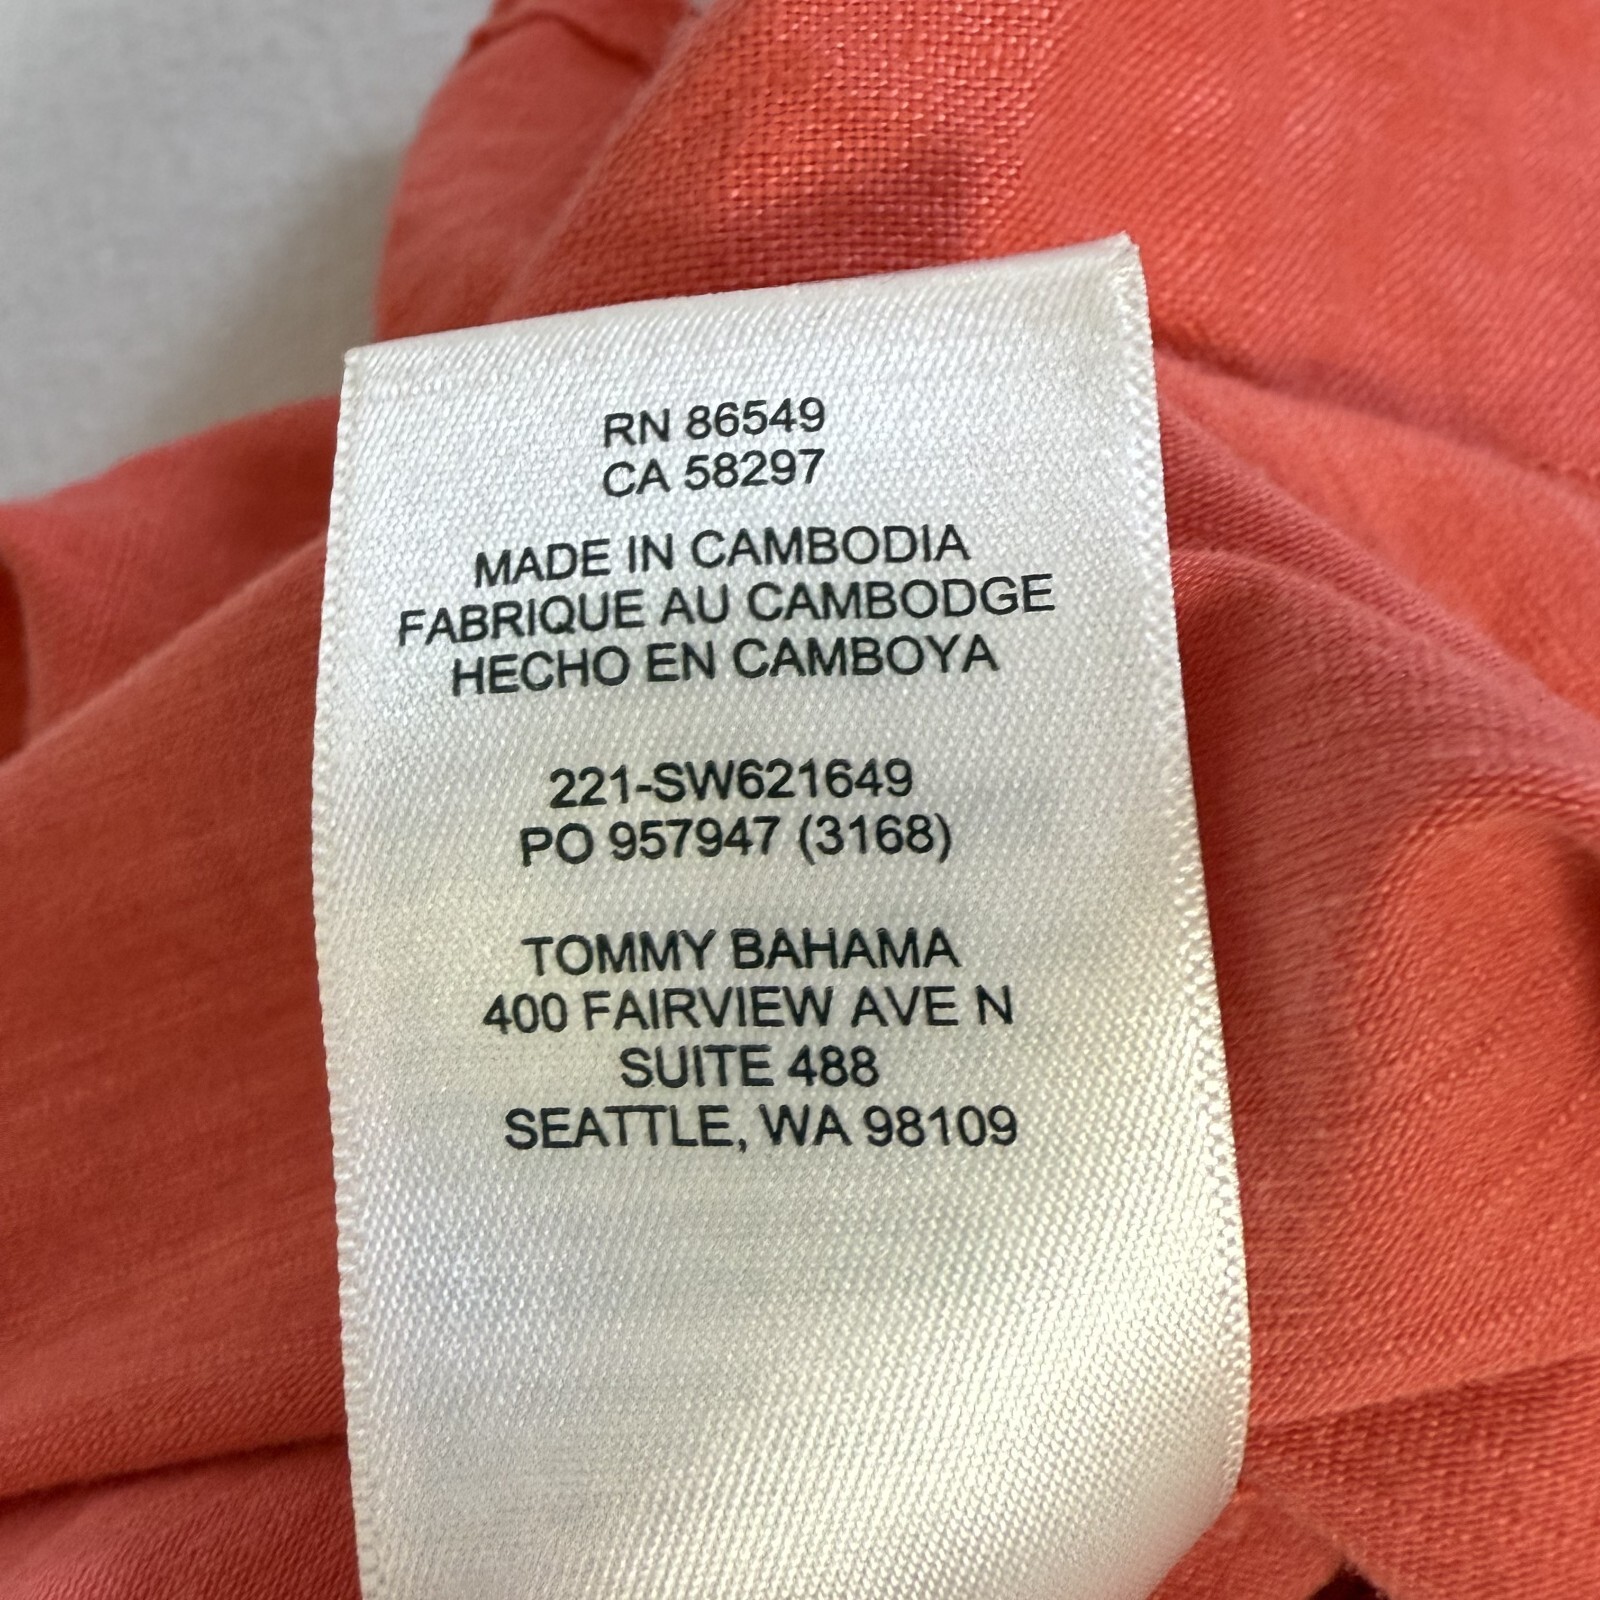 RN 86549
CA 58297
MADE IN CAMBODIA
FABRIQUE AU CAMBODGE
HECHO EN CAMBOYA
221-SW621649
PO 957947 (3168)
TOMMY BAHAMA
400 FAIRVIEW AVE N
SUITE 488
SEATTLE, WA 98109